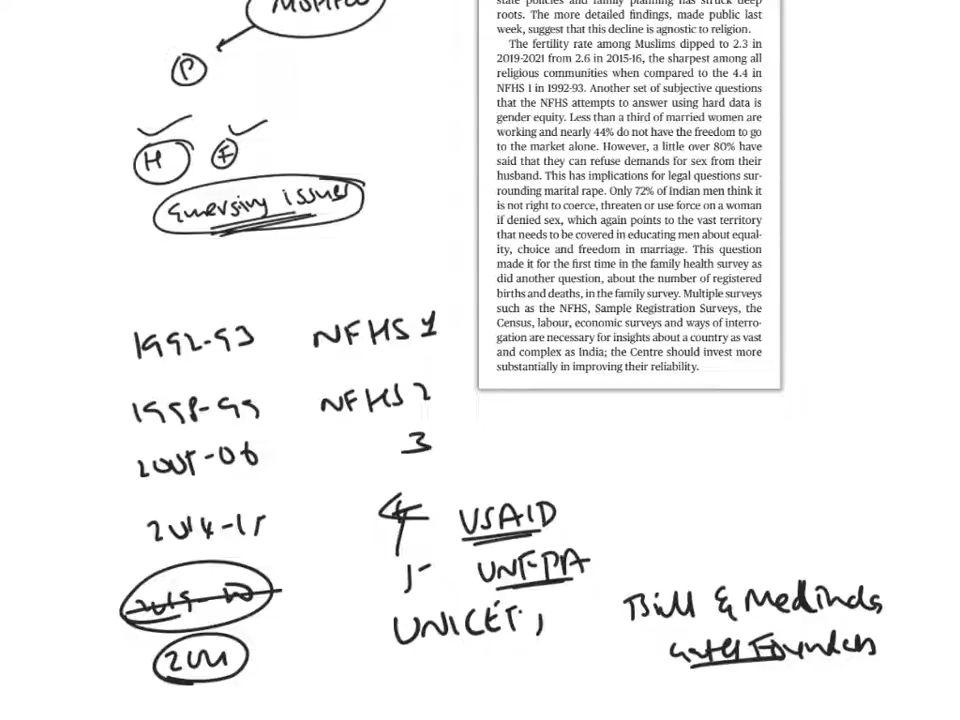 state policies and family planning has struck deep
roots. The more detailed findings, made public last
week, suggest that this decline is agnostic to religion.
The fertility rate among Muslims dipped to 2.3 in
2019-2021 from 2.6 in 2015-16, the sharpest among all
religious communities when compared to the 4.4 in
NFHS 1 in 1992-93. Another set of subjective questions
that the NFHS attempts to answer using hard data is
gender equity. Less than a third of married women are
working and nearly 44% do not have the freedom to go
to the market alone. However, a little over 80% have
said that they can refuse demands for sex from their
husband. This has implications for legal questions sur-
rounding marital rape. Only 72% of Indian men think it
is not right to coerce, threaten or use force on a woman
if denied sex, which again points to the vast territory
that needs to be covered in educating men about equal-
ity, choice and freedom in marriage. This question
made it for the first time in the family health survey as
did another question, about the number of registered
births and deaths, in the family survey. Multiple surveys
such as the NFHS, Sample Registration Surveys, the
Census, labour, economic surveys and ways of interro-
gation are necessary for insights about a country as vast
and complex as India; the Centre should invest more
substantially in improving their reliability.
P
H F
Emerging issues
1992-93 NFHS 1
1998-99 NFHS 2
2005-06 3
2014-15 4 USAID
5 UNFPA
UNICEF, Bill & Medinda